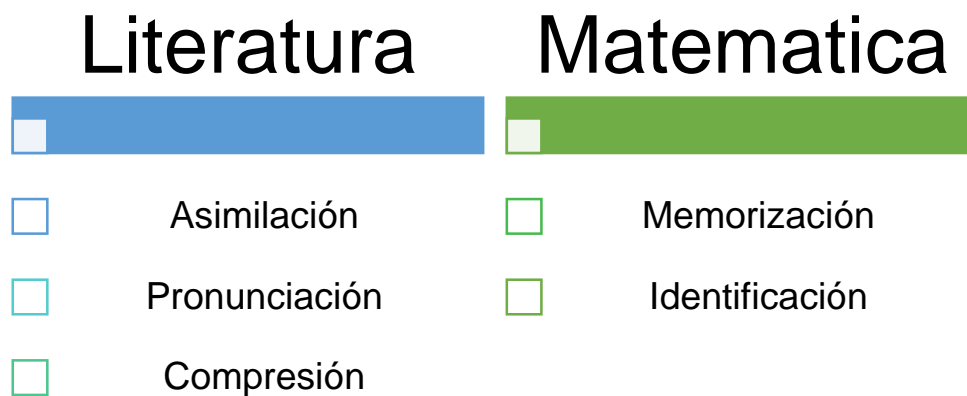 Literatura
Asimilación
Pronunciación
Compresión
Matematica
Memorización
Identificación